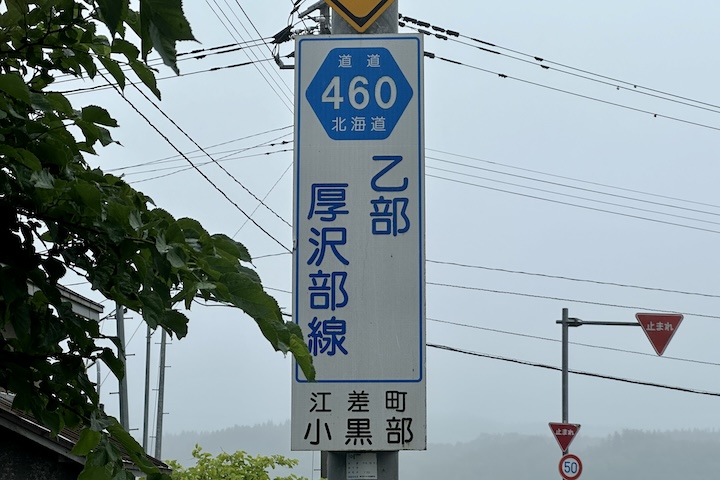 道道
460
北海道
乙部
厚沢部線
江差町
小黒部
止まれ
止まれ
50